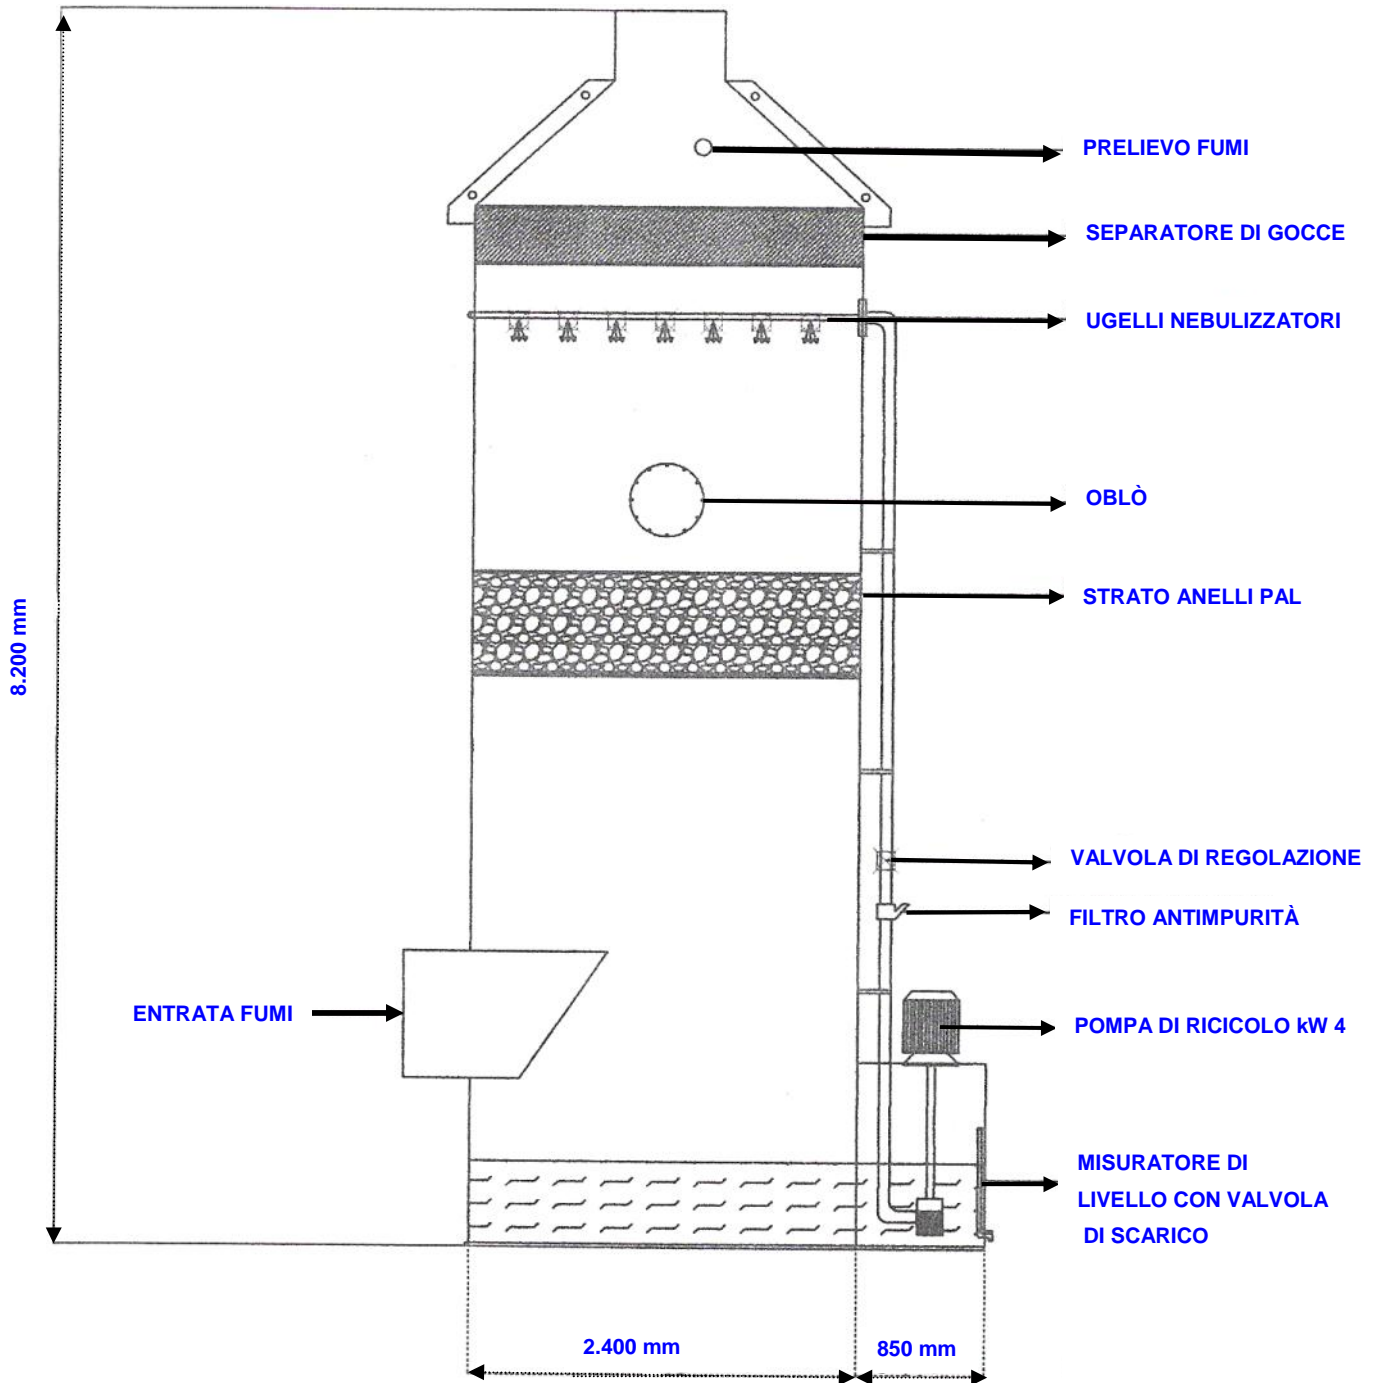 PRELIEVO FUMI
SEPARATORE DI GOCCE
UGELLI NEBULIZZATORI
OBLÒ
STRATO ANELLI PAL
8.200 mm
VALVOLA DI REGOLAZIONE
FILTRO ANTIMPURITÀ
ENTRATA FUMI
POMPA DI RICICOLO kW 4
MISURATORE DI
LIVELLO CON VALVOLA
DI SCARICO
2.400 mm
850 mm